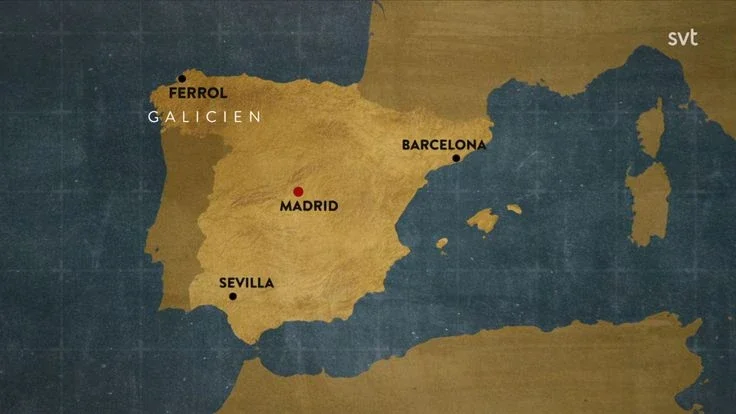 svt
FERROL
GALICIEN
BARCELONA
MADRID
SEVILLA